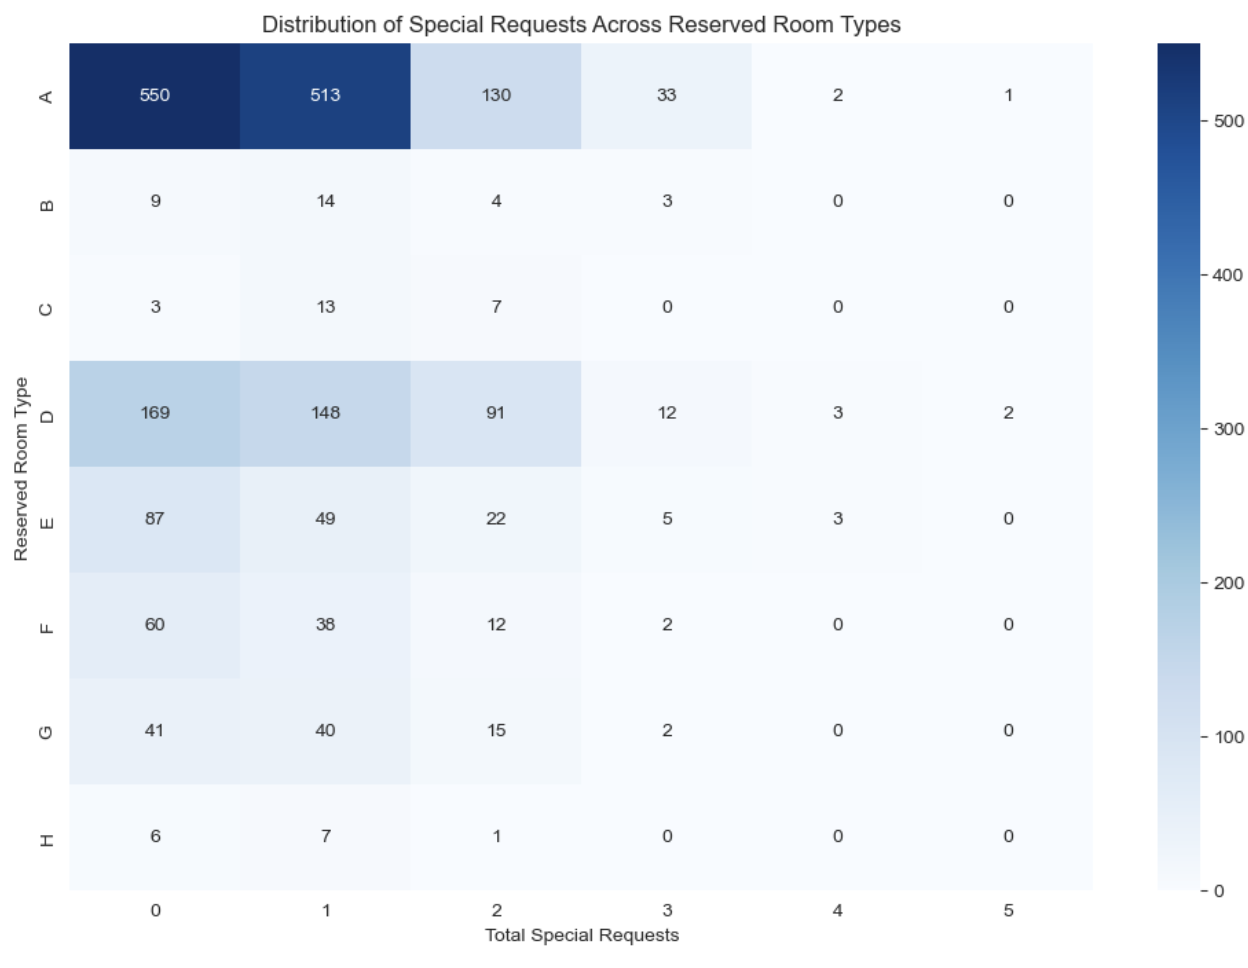 Distribution of Special Requests Across Reserved Room Types
Reserved Room Type
A 550 513 130 33 2 1
B 9 14 4 3 0 0
C 3 13 7 0 0 0
D 169 148 91 12 3 2
E 87 49 22 5 3 0
F 60 38 12 2 0 0
G 41 40 15 2 0 0
H 6 7 1 0 0 0
0 1 2 3 4 5
Total Special Requests
500
400
300
200
100
0